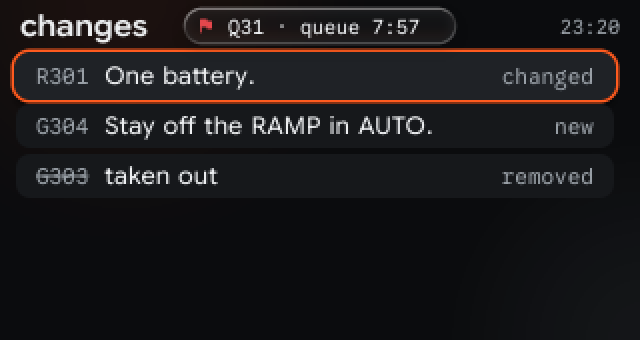 changes Q31 · queue 7:57 23:20
R301 One battery. changed
G304 Stay off the RAMP in AUTO. new
G303 taken out removed